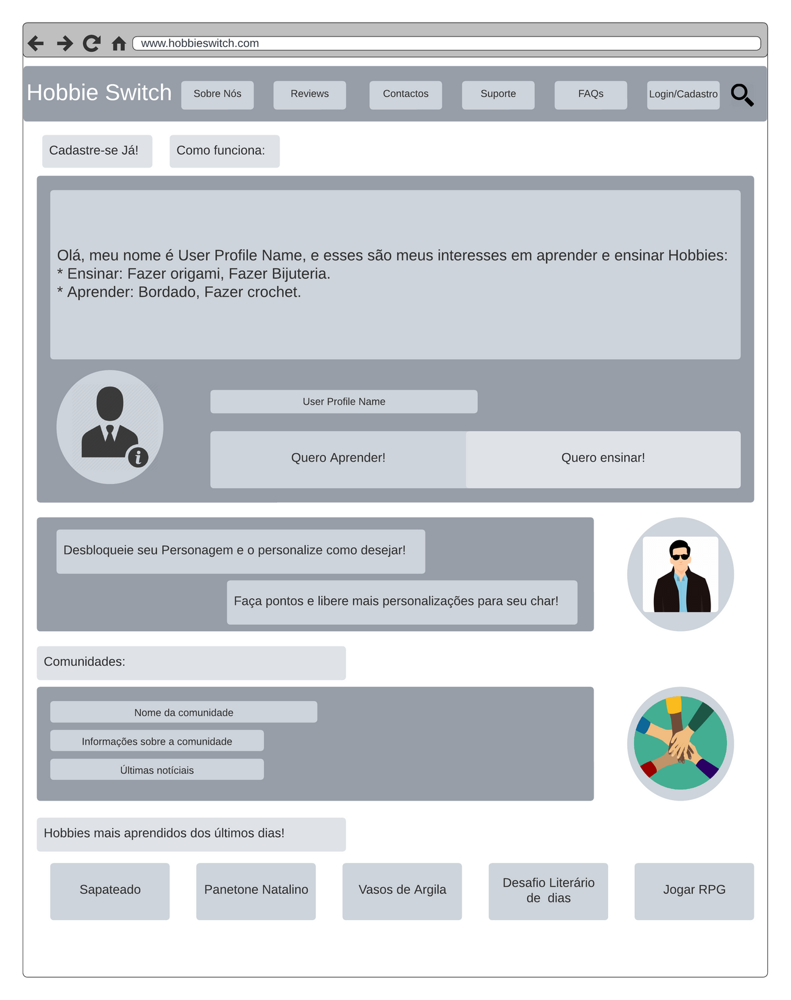 www.hobbieswitch.com
Hobbie Switch
Sobre Nós
Reviews
Contactos
Suporte
FAQs
Login/Cadastro
Cadastre-se Já!
Como funciona:
Olá, meu nome é User Profile Name, e esses são meus interesses em aprender e ensinar Hobbies:
* Ensinar: Fazer origami, Fazer Bijuteria.
* Aprender: Bordado, Fazer crochet.
i
User Profile Name
Quero Aprender!
Quero ensinar!
Desbloqueie seu Personagem e o personalize como desejar!
Faça pontos e libere mais personalizações para seu char!
Comunidades:
Nome da comunidade
Informações sobre a comunidade
Últimas notíciais
Hobbies mais aprendidos dos últimos dias!
Sapateado
Panetone Natalino
Vasos de Argila
Desafio Literário
de  dias
Jogar RPG